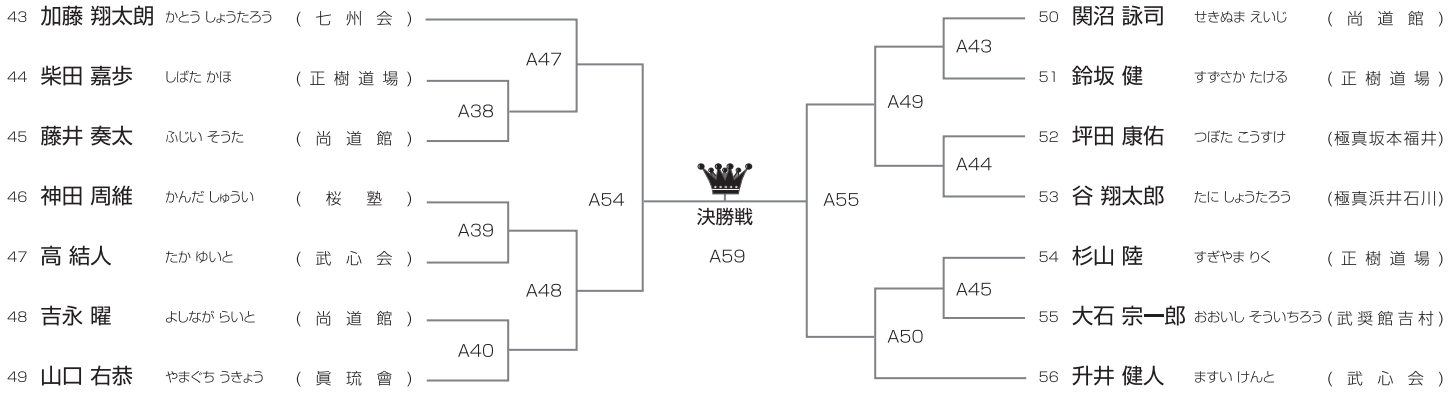 43 加藤 翔太朗 かとう しょうたろう ( 七 州 会 )
44 柴田 嘉歩 しばた かほ ( 正 樹 道 場 )
45 藤井 奏太 ふじい そうた ( 尚 道 館 )
46 神田 周維 かんだ しゅうい ( 桜 塾 )
47 高 結人 たか ゆいと ( 武 心 会 )
48 吉永 曜 よしなが らいと ( 尚 道 館 )
49 山口 右恭 やまぐち うきょう ( 眞 琉 會 )
A47
A38
A39
A48
A40
A54
決勝戦
A59
A55
A43
A49
A44
A45
A50
50 関沼 詠司 せきぬま えいじ ( 尚 道 館 )
51 鈴坂 健 すずさか たける ( 正 樹 道 場 )
52 坪田 康佑 つぼた こうすけ (極真坂本福井)
53 谷 翔太郎 たに しょうたろう (極真浜井石川)
54 杉山 陸 すぎやま りく ( 正 樹 道 場 )
55 大石 宗一郎 おおいし そういちろう ( 武 奨 館 吉 村 )
56 升井 健人 ますい けんと ( 武 心 会 )